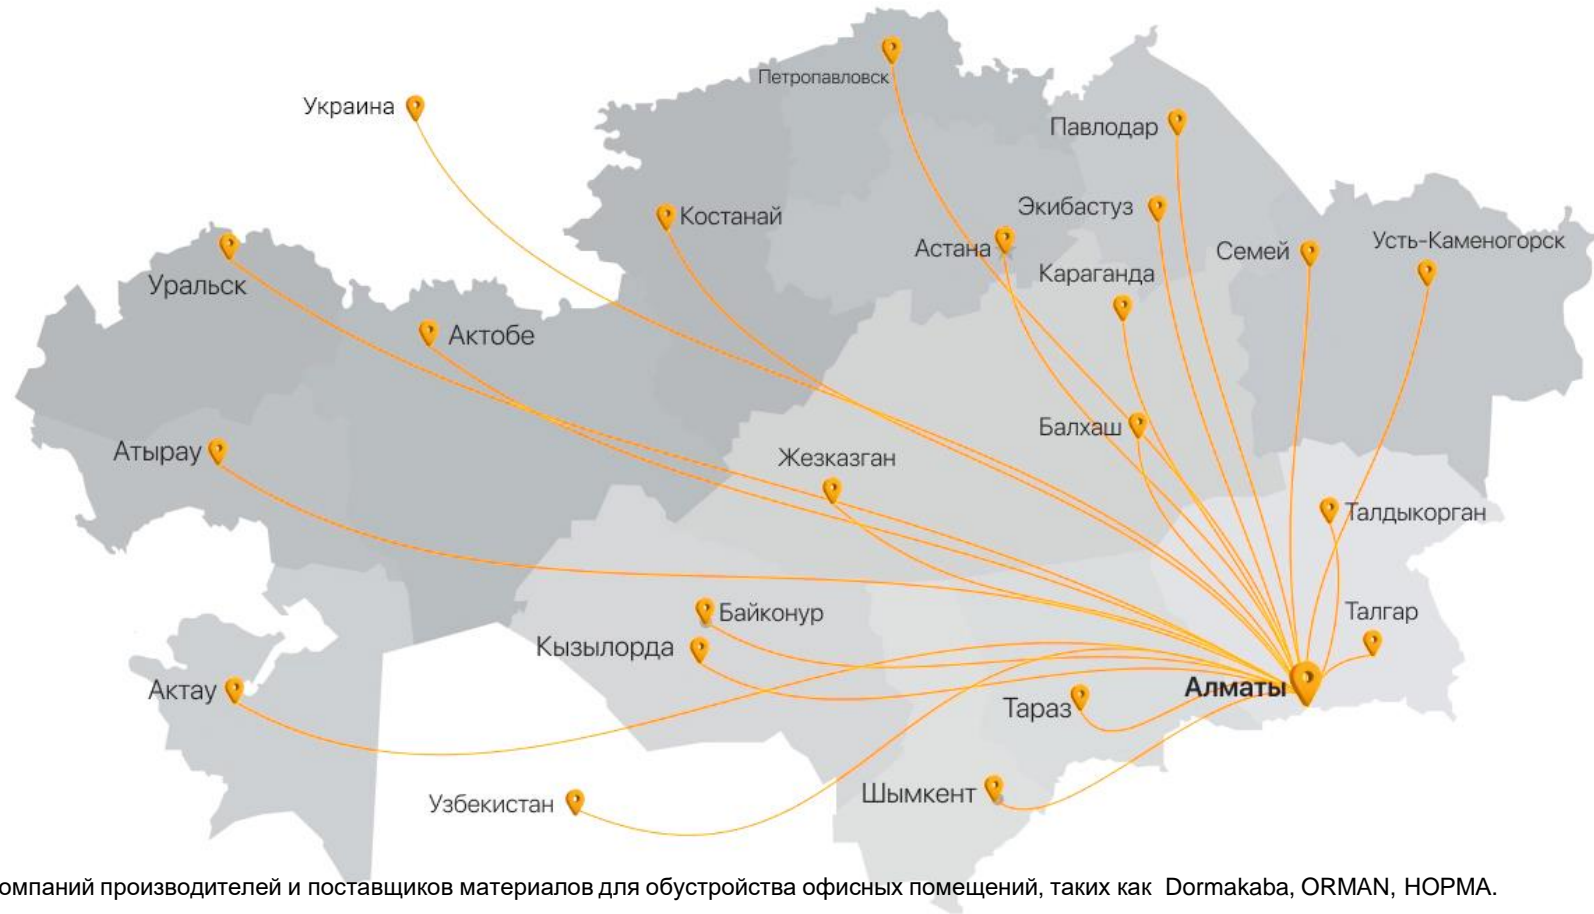 Петропавловск
Украина
Павлодар
Экибастуз
Костанай
Астана
Семей
Усть-Каменогорск
Караганда
Уральск
Актобе
Балхаш
Атырау
Жезказган
Талдыкорган
Байконур
Талгар
Кызылорда
Алматы
Актау
Тараз
Шымкент
Узбекистан
омпаний производителей и поставщиков материалов для обустройства офисных помещений, таких как Dormakaba, ORMAN, НОРМА.